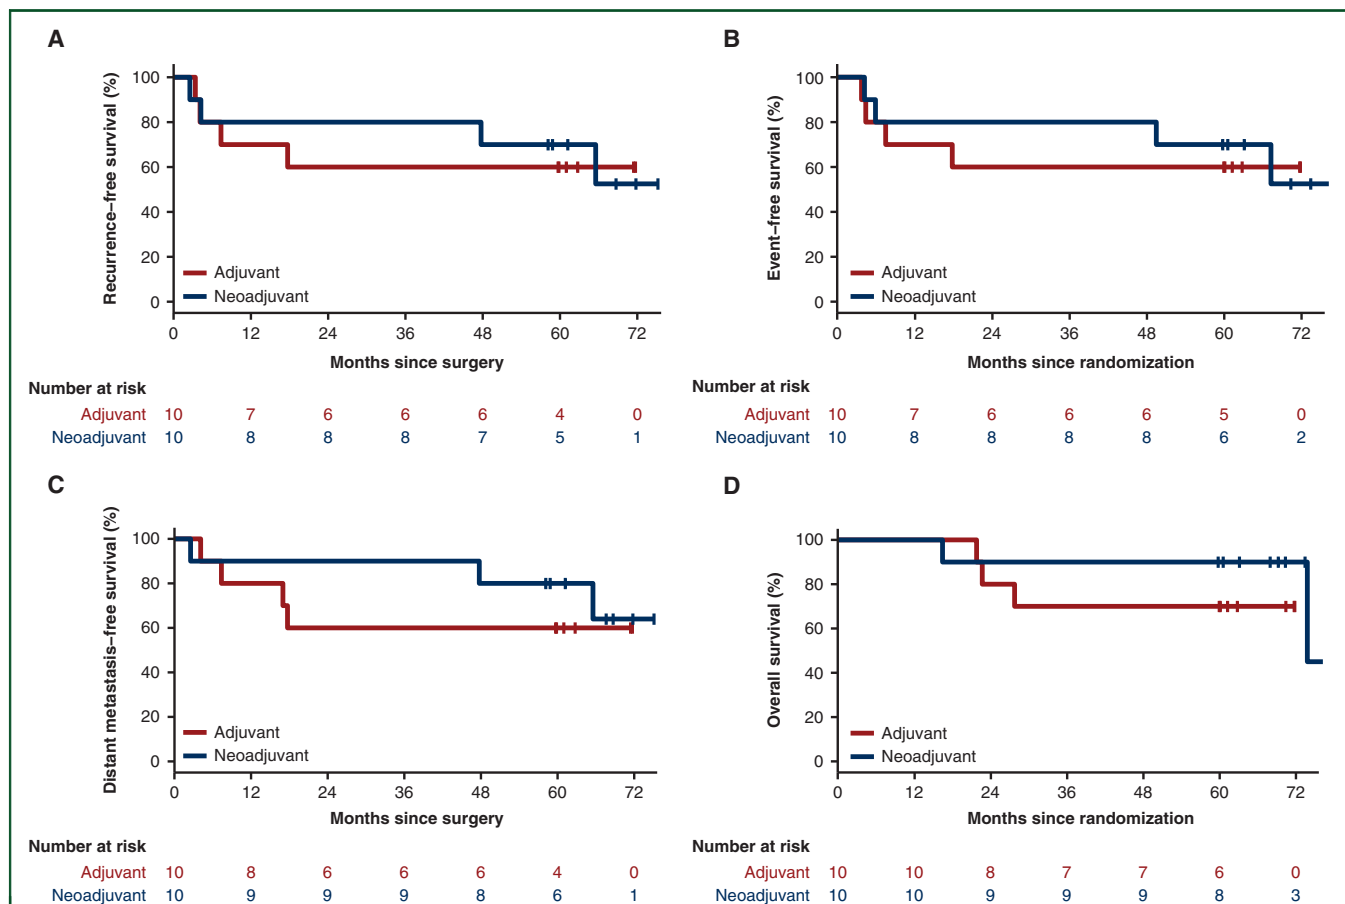 A
Recurrence–free survival (%)
100
80
60
40
20
0
Adjuvant
Neoadjuvant
0 12 24 36 48 60 72
Months since surgery
Number at risk
Adjuvant 10 7 6 6 6 4 0
Neoadjuvant 10 8 8 8 7 5 1
B
Event–free survival (%)
100
80
60
40
20
0
Adjuvant
Neoadjuvant
0 12 24 36 48 60 72
Months since randomization
Number at risk
Adjuvant 10 7 6 6 6 5 0
Neoadjuvant 10 8 8 8 8 6 2
C
Distant metastasis–free survival (%)
100
80
60
40
20
0
Adjuvant
Neoadjuvant
0 12 24 36 48 60 72
Months since surgery
Number at risk
Adjuvant 10 8 6 6 6 4 0
Neoadjuvant 10 9 9 9 8 6 1
D
Overall survival (%)
100
80
60
40
20
0
Adjuvant
Neoadjuvant
0 12 24 36 48 60 72
Months since randomization
Number at risk
Adjuvant 10 10 8 7 7 6 0
Neoadjuvant 10 10 9 9 9 8 3